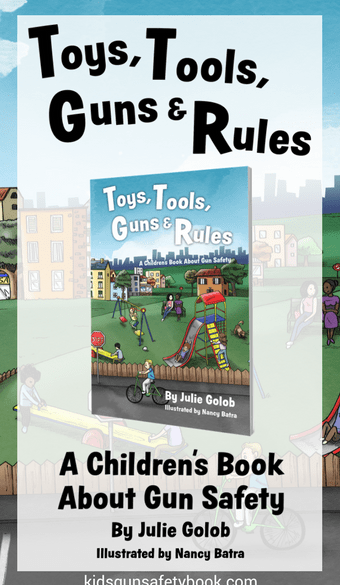 Toys, Tools,
Guns & Rules
Toys, Tools,
Guns & Rules
A Childrens Book About Gun Safety
By Julie Golob
Illustrated by Nancy Batra
A Children's Book
About Gun Safety
By Julie Golob
Illustrated by Nancy Batra
kidsgunsafetybook.com